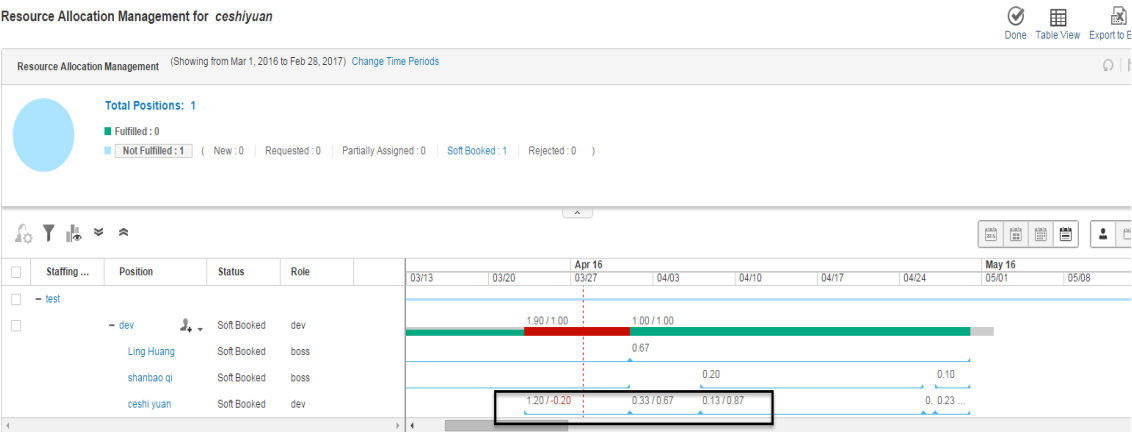 Resource Allocation Management for ceshiyuan
Done Table View Export to E
Resource Allocation Management (Showing from Mar 1, 2016 to Feb 28, 2017) Change Time Periods
Total Positions: 1
Fulfilled : 0
Not Fulfilled : 1 ( New : 0 Requested : 0 Partially Assigned : 0 Soft Booked : 1 Rejected : 0 )
Staffing ... Position Status Role
Apr 16 May 16
03/13 03/20 03/27 04/03 04/10 04/17 04/24 05/01 05/08
– test
– dev Soft Booked dev 1.90 / 1.00 1.00 / 1.00
Ling Huang Soft Booked boss 0.67
shanbao qi Soft Booked boss 0.20 0.10
ceshi yuan Soft Booked dev 1.20 / -0.20 0.33 / 0.67 0.13 / 0.87 0. 0.23 ...